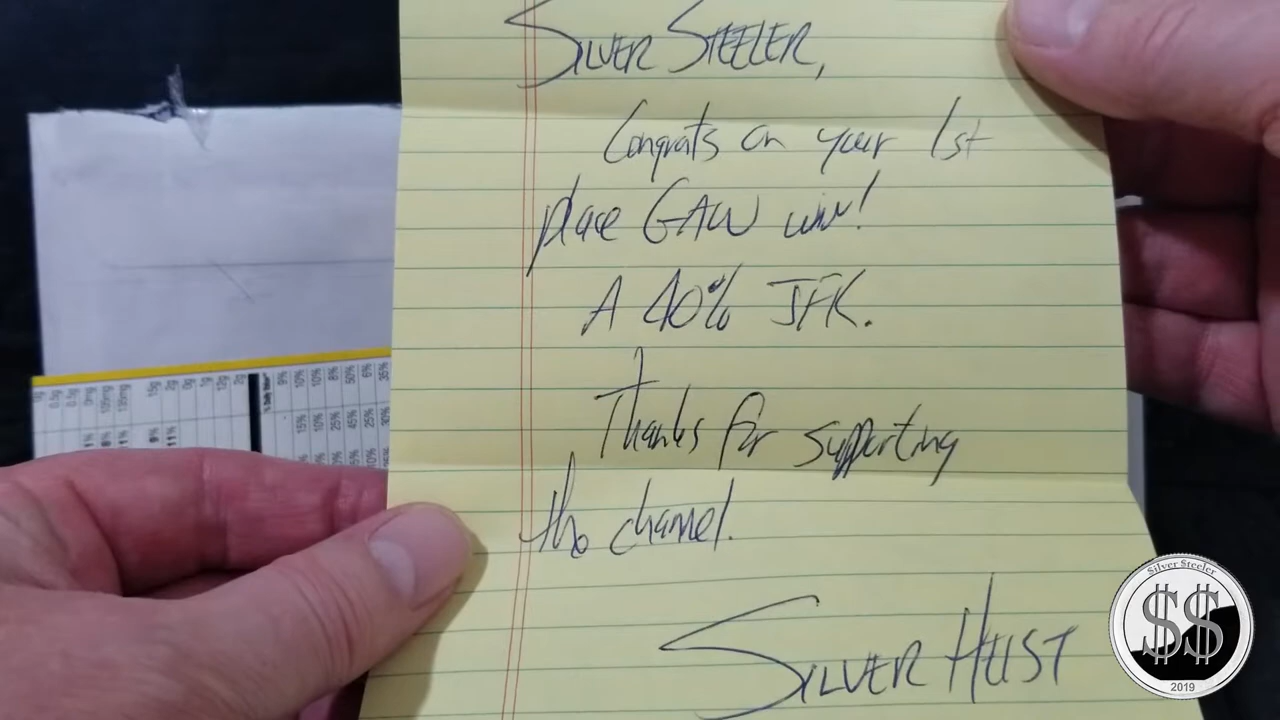 SILVER STEELER,
Congrats on your 1st
place GAW win!
A 40% JFK.
Thanks for supporting
the channel.
SILVER HEIST
Silver Steeler
$$
2019